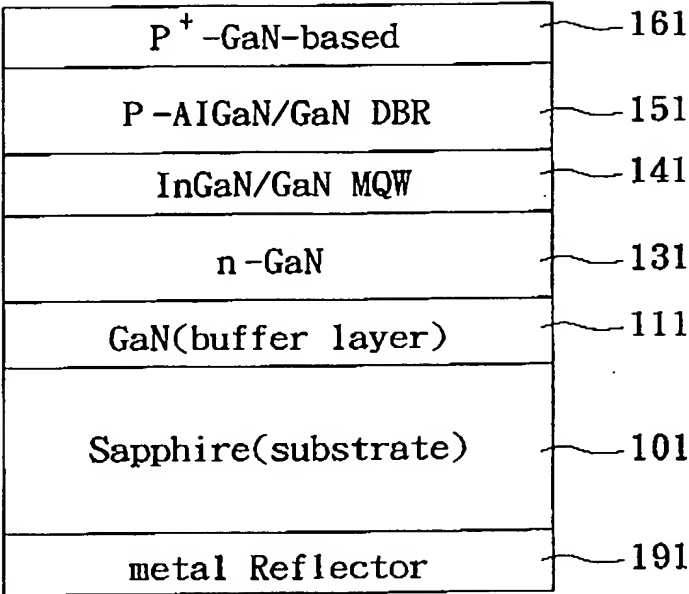 P+-GaN-based 161
P-AlGaN/GaN DBR 151
InGaN/GaN MQW 141
n-GaN 131
GaN(buffer layer) 111
Sapphire(substrate) 101
metal Reflector 191